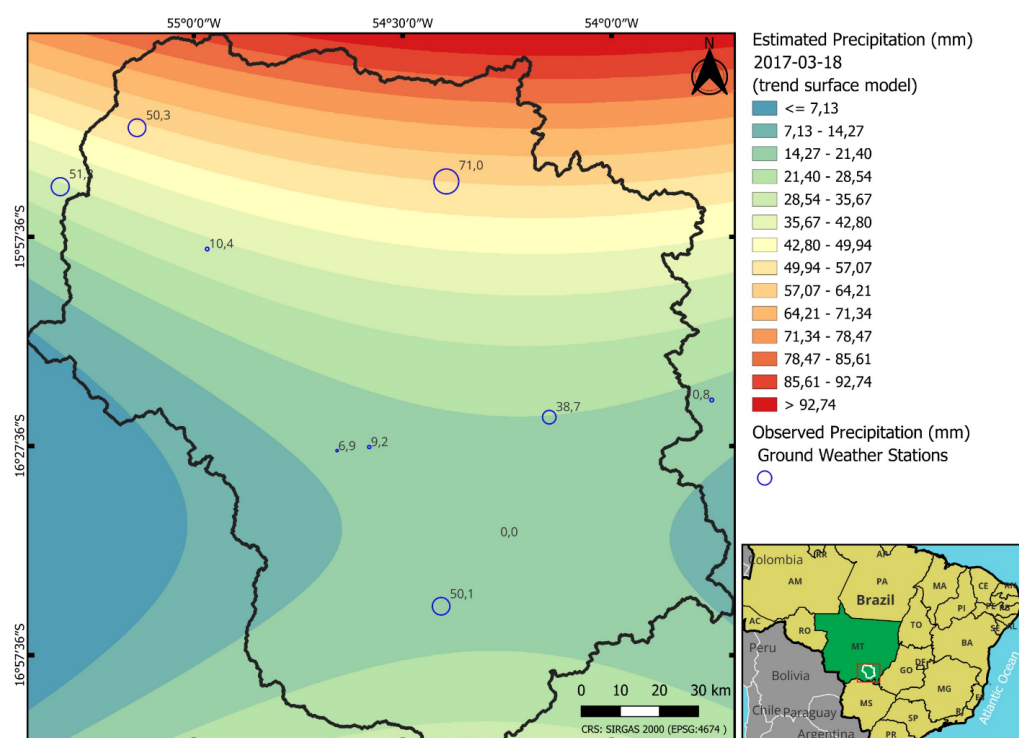 55°0'0"W
54°30'0"W
54°0'0"W
N
50,3
71,0
10,4
15°57'36"S
38,7
6,9
9,2
16°27'36"S
0,0
50,1
16°57'36"S
0 10 20 30 km
CRS: SIRGAS 2000 (EPSG:4674 )
Estimated Precipitation (mm)
2017-03-18
(trend surface model)
<= 7,13
7,13 - 14,27
14,27 - 21,40
21,40 - 28,54
28,54 - 35,67
35,67 - 42,80
42,80 - 49,94
49,94 - 57,07
57,07 - 64,21
64,21 - 71,34
71,34 - 78,47
78,47 - 85,61
85,61 - 92,74
> 92,74
Observed Precipitation (mm)
Ground Weather Stations
Colombia
RR
AP
AM
PA
MA
CE
Brazil
PI
AC
RO
TO
Peru
MT
BA
Bolivia
GO
DF
MG
MS
Chile
Paraguay
SP
PR
Argentina
Atlantic Ocean